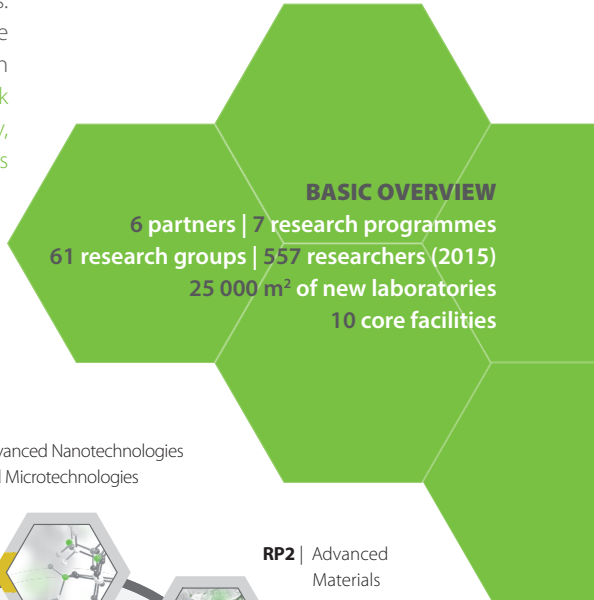 BASIC OVERVIEW
6 partners | 7 research programmes
61 research groups | 557 researchers (2015)
25 000 m² of new laboratories
10 core facilities
Nanotechnologies
Microtechnologies
RP2 | Advanced
Materials